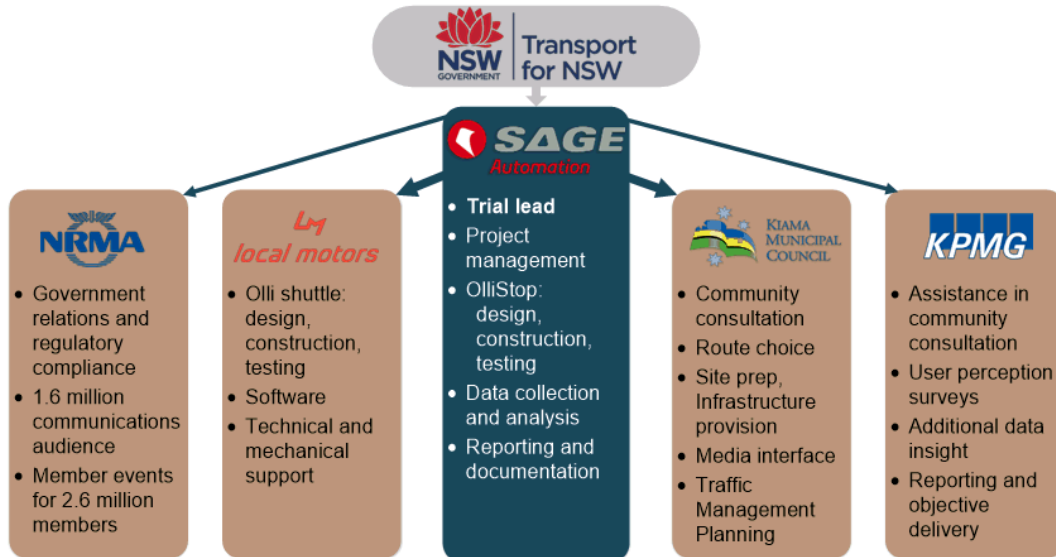 NSW
GOVERNMENT
Transport
for NSW
SAGE
Automation
• Trial lead
• Project
management
• OlliStop:
design,
construction,
testing
• Data collection
and analysis
• Reporting and
documentation
NRMA
• Government
relations and
regulatory
compliance
• 1.6 million
communications
audience
• Member events
for 2.6 million
members
LM
local motors
• Olli shuttle:
design,
construction,
testing
• Software
• Technical and
mechanical
support
KIAMA
MUNICIPAL
COUNCIL
• Community
consultation
• Route choice
• Site prep,
Infrastructure
provision
• Media interface
• Traffic
Management
Planning
KPMG
• Assistance in
community
consultation
• User perception
surveys
• Additional data
insight
• Reporting and
objective
delivery